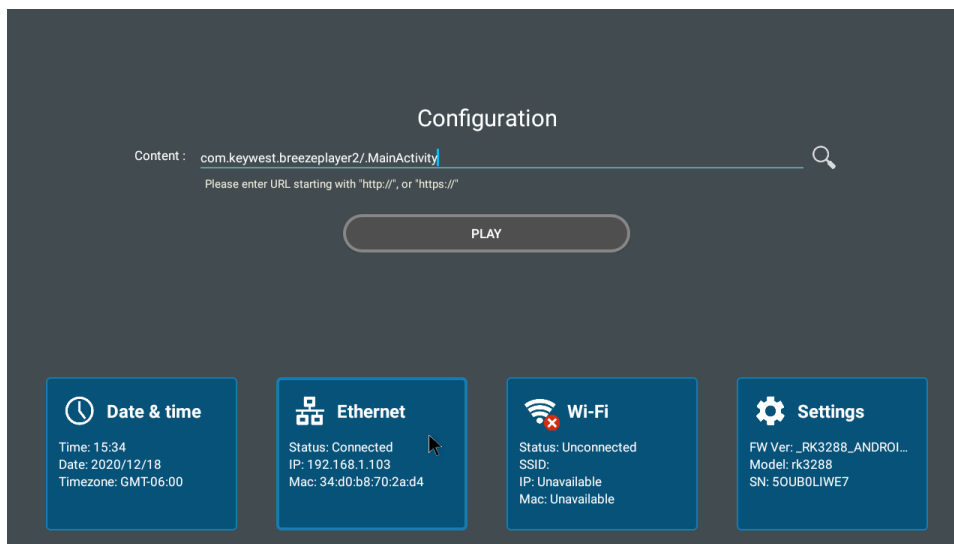 Configuration
Content : com.keywest.breezeplayer2/.MainActivity
Please enter URL starting with "http://", or "https://"
PLAY
Date & time
Time: 15:34
Date: 2020/12/18
Timezone: GMT-06:00
Ethernet
Status: Connected
IP: 192.168.1.103
Mac: 34:d0:b8:70:2a:d4
Wi-Fi
Status: Unconnected
SSID:
IP: Unavailable
Mac: Unavailable
Settings
FW Ver: _RK3288_ANDROI...
Model: rk3288
SN: 5OUB0LIWE7